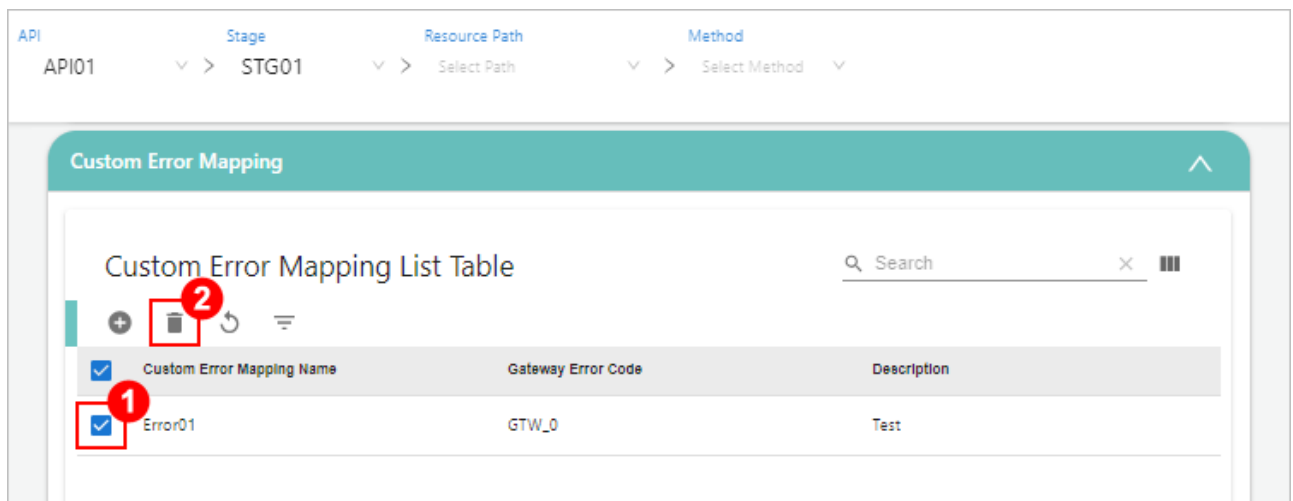 API Stage Resource Path Method
API01 > STG01 > Select Path > Select Method
Custom Error Mapping
Custom Error Mapping List Table
Search
2
Custom Error Mapping Name Gateway Error Code Description
1
Error01 GTW_0 Test